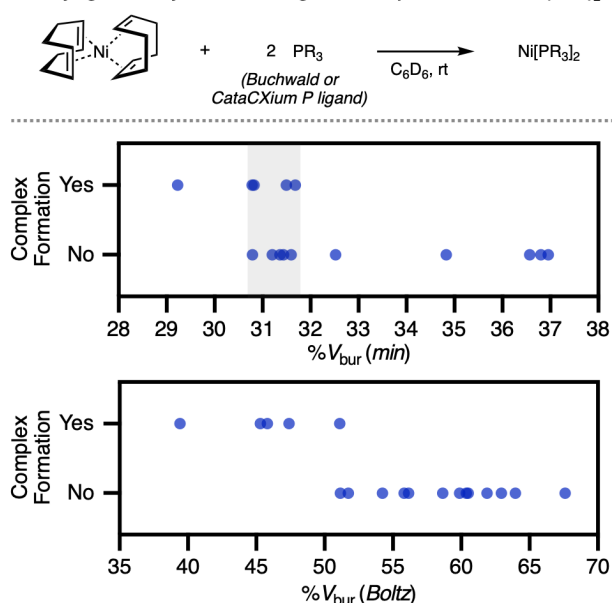 Ni
+
2 PR3
(Buchwald or
CataCXium P ligand)
C6D6, rt
Ni[PR3]2
Complex
Formation
Yes
No
28 29 30 31 32 33 34 35 36 37 38
%Vbur (min)
Complex
Formation
Yes
No
35 40 45 50 55 60 65 70
%Vbur (Boltz)